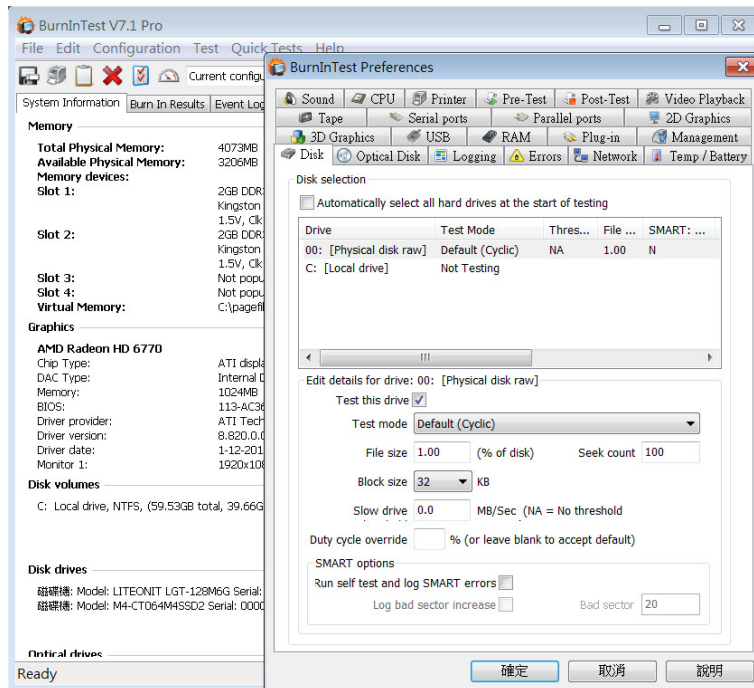 BurnInTest V7.1 Pro
File Edit Configuration Test Quick Tests Help
Current configu
System Information Burn In Results Event Log
Memory
Total Physical Memory: 4073MB
Available Physical Memory: 3206MB
Memory devices:
Slot 1: 2GB DDR
Kingston
1.5V, Clk
Slot 2: 2GB DDR
Kingston
1.5V, Clk
Slot 3: Not popu
Slot 4: Not popu
Virtual Memory: C:\pagefil
Graphics
AMD Radeon HD 6770
Chip Type: ATI displa
DAC Type: Internal D
Memory: 1024MB
BIOS: 113-AC36
Driver provider: ATI Tech
Driver version: 8.820.0.0
Driver date: 1-12-201
Monitor 1: 1920x108
Disk volumes
C: Local drive, NTFS, (59.53GB total, 39.66G
Disk drives
磁碟機: Model: LITEONIT LGT-128M6G Serial:
磁碟機: Model: M4-CT064M4SSD2 Serial: 0000
Optical drives
Ready
BurnInTest Preferences
Sound CPU Printer Pre-Test Post-Test Video Playback
Tape Serial ports Parallel ports 2D Graphics
3D Graphics USB RAM Plug-in Management
Disk Optical Disk Logging Errors Network Temp / Battery
Disk selection
Automatically select all hard drives at the start of testing
Drive Test Mode Thres... File ... SMART: ...
00: [Physical disk raw] Default (Cyclic) NA 1.00 N
C: [Local drive] Not Testing
Edit details for drive: 00: [Physical disk raw]
Test this drive
Test mode Default (Cyclic)
File size 1.00 (% of disk) Seek count 100
Block size 32 KB
Slow drive 0.0 MB/Sec (NA = No threshold
Duty cycle override % (or leave blank to accept default)
SMART options
Run self test and log SMART errors
Log bad sector increase Bad sector 20
確定 取消 說明